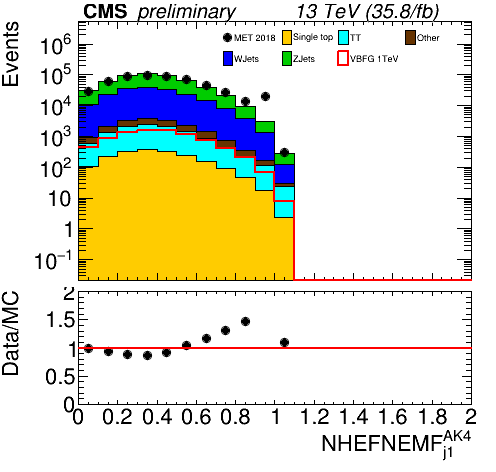 CMS preliminary 13 TeV (35.8/fb)
Events
MET 2018 Single top TT Other
WJets ZJets VBFG 1TeV
10^6
10^5
10^4
10^3
10^2
10
1
10^−1
Data/MC
2
1.5
1
0.5
0
0 0.2 0.4 0.6 0.8 1 1.2 1.4 1.6 1.8 2
NHEFNEMF_{j1}^{AK4}